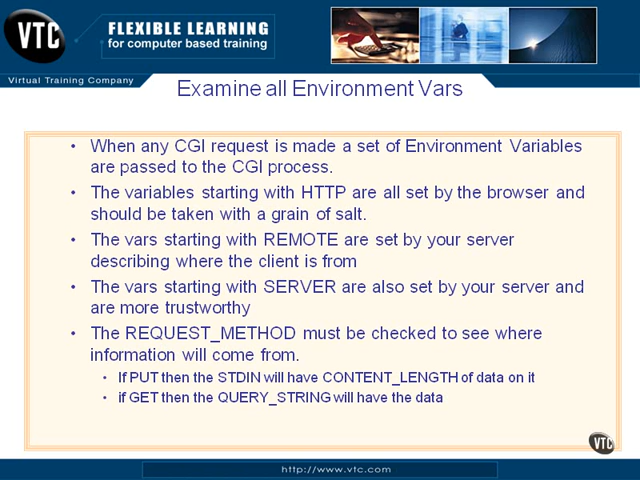 VTC
FLEXIBLE LEARNING
for computer based training
Virtual Training Company
Examine all Environment Vars
• When any CGI request is made a set of Environment Variables
are passed to the CGI process.
• The variables starting with HTTP are all set by the browser and
should be taken with a grain of salt.
• The vars starting with REMOTE are set by your server
describing where the client is from
• The vars starting with SERVER are also set by your server and
are more trustworthy
• The REQUEST_METHOD must be checked to see where
information will come from.
• If PUT then the STDIN will have CONTENT_LENGTH of data on it
• if GET then the QUERY_STRING will have the data
VTC
http://www.vtc.com